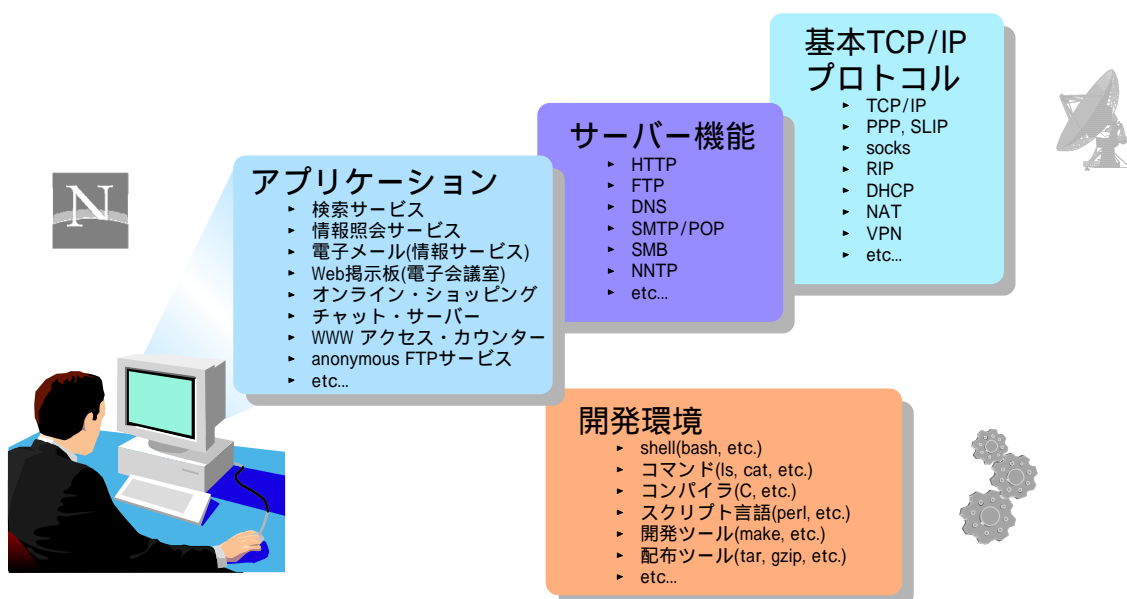 基本TCP/IP
プロトコル
TCP/IP
PPP, SLIP
socks
RIP
DHCP
NAT
VPN
etc...
サーバー機能
HTTP
FTP
DNS
SMTP/POP
SMB
NNTP
etc...
アプリケーション
検索サービス
情報照会サービス
電子メール(情報サービス)
Web掲示板(電子会議室)
オンライン・ショッピング
チャット・サーバー
WWW アクセス・カウンター
anonymous FTPサービス
etc...
N
開発環境
shell(bash, etc.)
コマンド(ls, cat, etc.)
コンパイラ(C, etc.)
スクリプト言語(perl, etc.)
開発ツール(make, etc.)
配布ツール(tar, gzip, etc.)
etc...